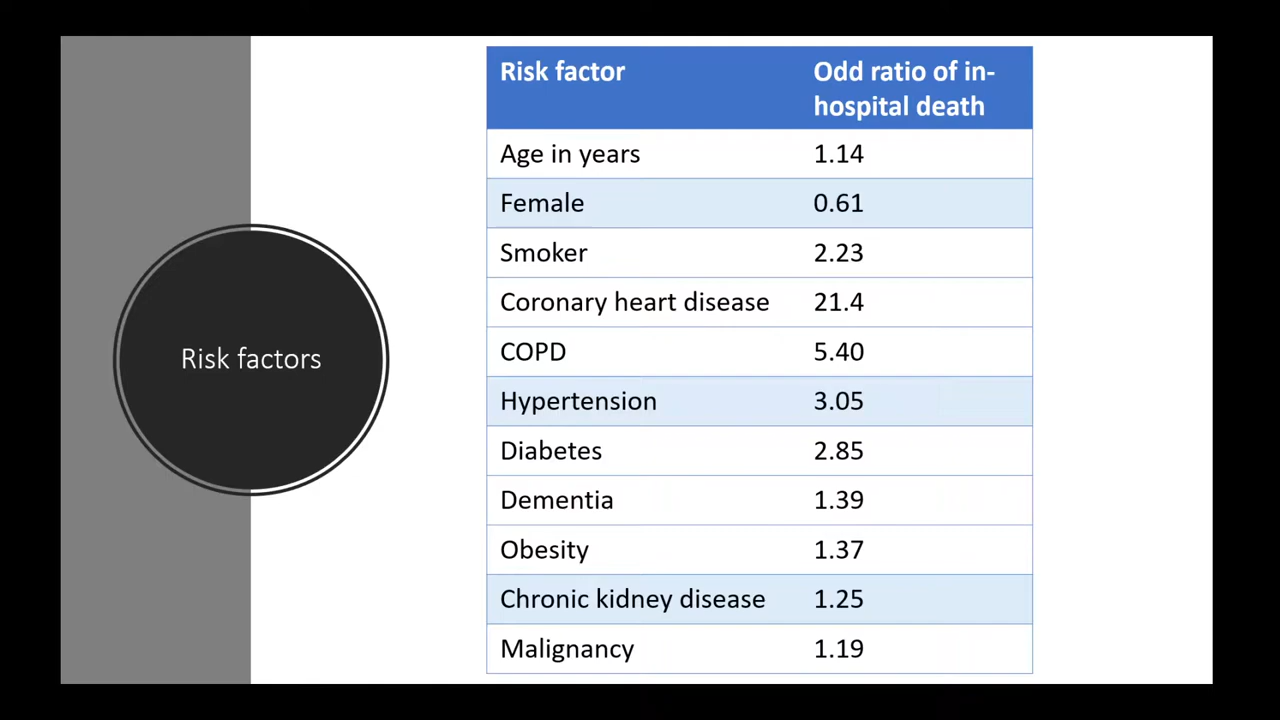 Risk factors
Risk factor Odd ratio of in-
hospital death
Age in years 1.14
Female 0.61
Smoker 2.23
Coronary heart disease 21.4
COPD 5.40
Hypertension 3.05
Diabetes 2.85
Dementia 1.39
Obesity 1.37
Chronic kidney disease 1.25
Malignancy 1.19